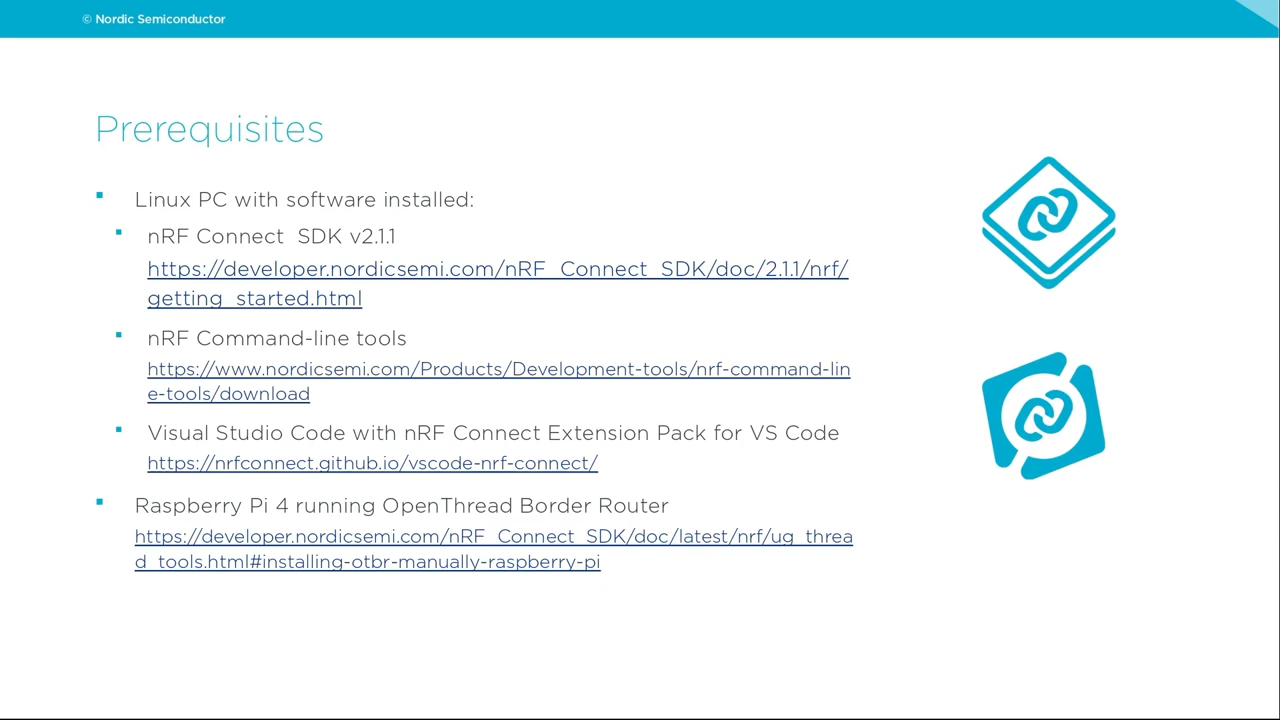 © Nordic Semiconductor
Prerequisites
Linux PC with software installed:
nRF Connect  SDK v2.1.1
https://developer.nordicsemi.com/nRF_Connect_SDK/doc/2.1.1/nrf/
getting_started.html
nRF Command-line tools
https://www.nordicsemi.com/Products/Development-tools/nrf-command-lin
e-tools/download
Visual Studio Code with nRF Connect Extension Pack for VS Code
https://nrfconnect.github.io/vscode-nrf-connect/
Raspberry Pi 4 running OpenThread Border Router
https://developer.nordicsemi.com/nRF_Connect_SDK/doc/latest/nrf/ug_threa
d_tools.html#installing-otbr-manually-raspberry-pi